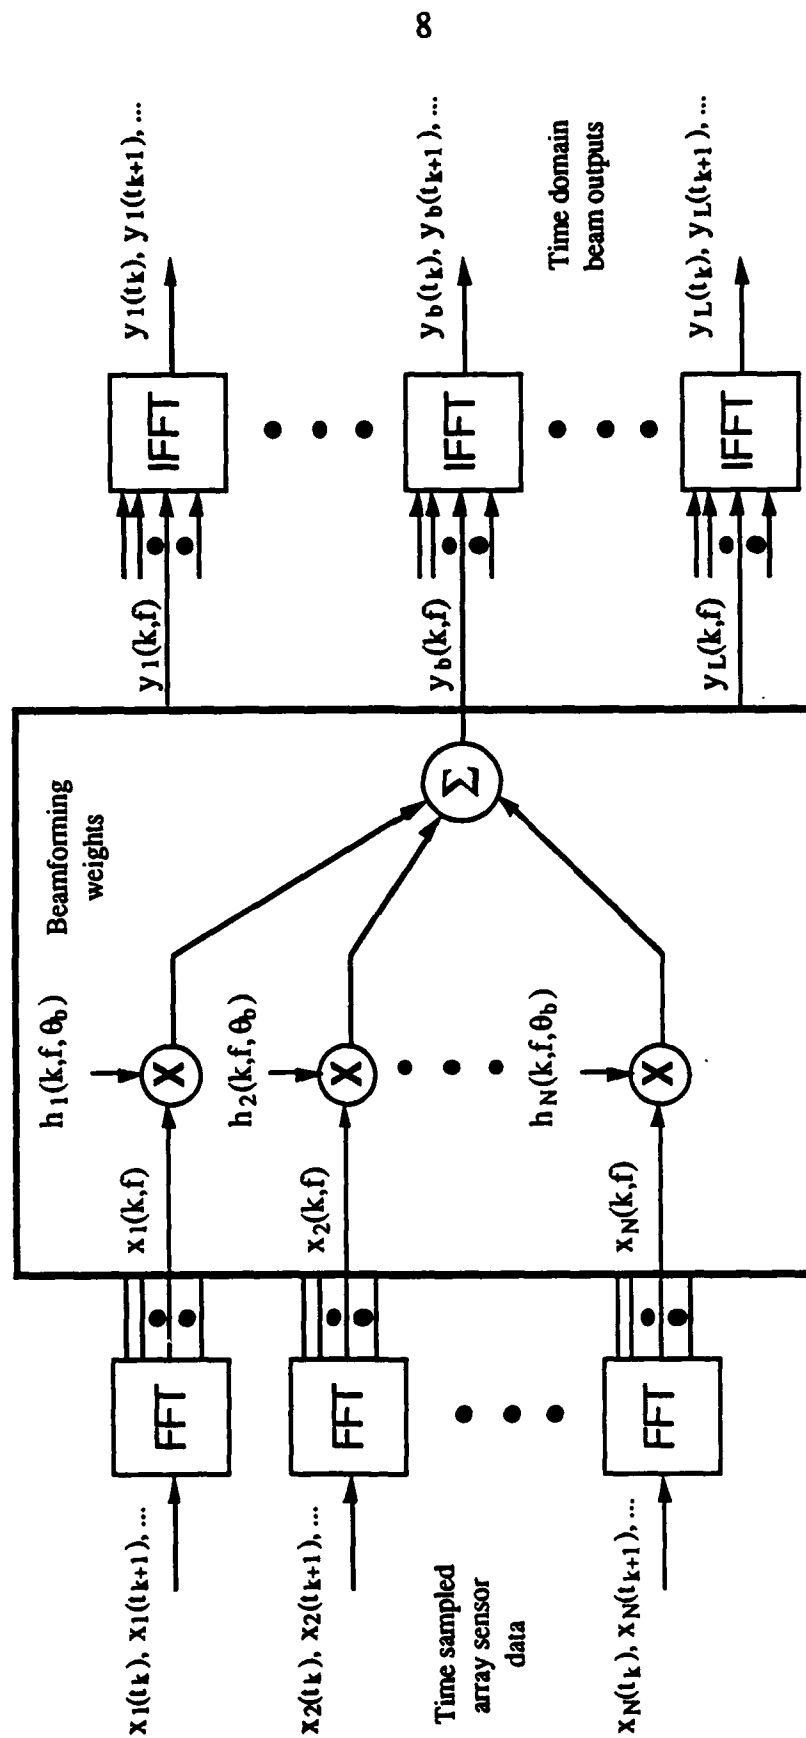 8
x1(tk), x1(tk+1), ...
FFT
x1(k,f)
h1(k,f,θb)
X
Beamforming
weights
y1(k,f)
IFFT
y1(tk), y1(tk+1), ...
x2(tk), x2(tk+1), ...
FFT
x2(k,f)
h2(k,f,θb)
X
Σ
yb(k,f)
IFFT
yb(tk), yb(tk+1), ...
Time sampled
array sensor
data
Time domain
beam outputs
xN(tk), xN(tk+1), ...
FFT
xN(k,f)
hN(k,f,θb)
X
yL(k,f)
IFFT
yL(tk), yL(tk+1), ...